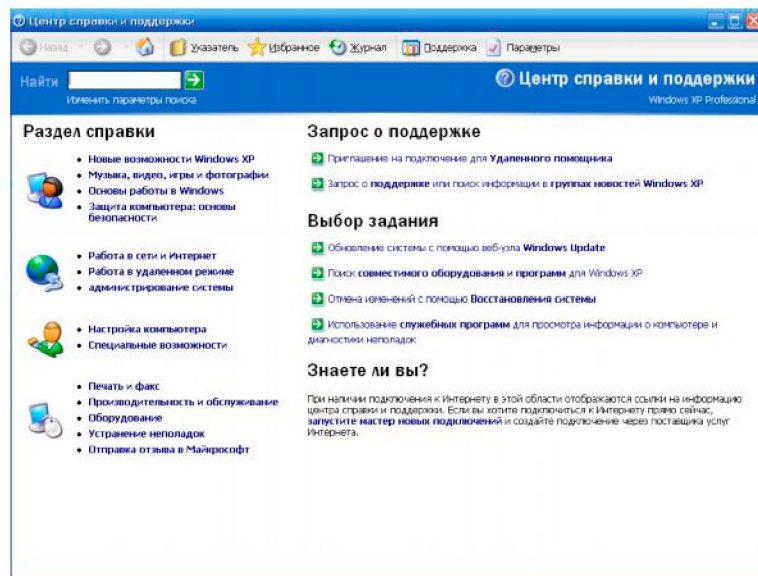 Центр справки и поддержки
Назад Указатель Избранное Журнал Поддержка Параметры
Найти
Изменить параметры поиска
Центр справки и поддержки
Windows XP Professional
Раздел справки
Новые возможности Windows XP
Музыка, видео, игры и фотографии
Основы работы в Windows
Защита компьютера: основы
безопасности
Работа в сети и Интернет
Работа в удаленном режиме
администрирование системы
Настройка компьютера
Специальные возможности
Печать и факс
Производительность и обслуживание
Оборудование
Устранение неполадок
Отправка отзыва в Майкрософт
Запрос о поддержке
Приглашение на подключение для Удаленного помощника
Запрос о поддержке или поиск информации в группах новостей Windows XP
Выбор задания
Обновление системы с помощью веб-узла Windows Update
Поиск совместимого оборудования и программ для Windows XP
Отмена изменений с помощью Восстановления системы
Использование служебных программ для просмотра информации о компьютере и
диагностики неполадок
Знаете ли вы?
При наличии подключения к Интернету в этой области отображаются ссылки на информацию
центра справки и поддержки. Если вы хотите подключиться к Интернету прямо сейчас,
запустите мастер новых подключений и создайте подключение через поставщика услуг
Интернета.